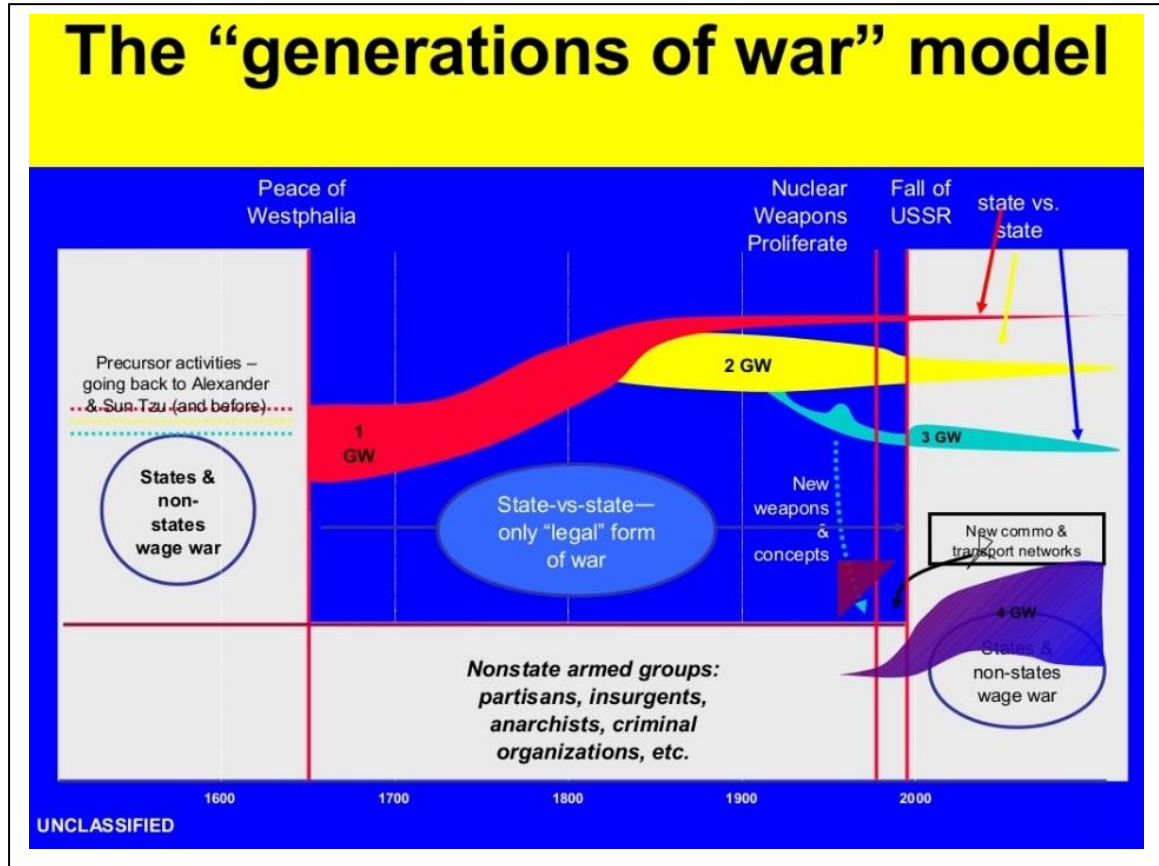 The “generations of war” model
Peace of
Westphalia
Nuclear
Weapons
Proliferate
Fall of
USSR
state vs.
state
Precursor activities –
going back to Alexander
& Sun Tzu (and before)
States &
non-
states
wage war
1
GW
2 GW
3 GW
State-vs-state—
only “legal” form
of war
New
weapons
&
concepts
New commo &
transport networks
4 GW
States &
non-states
wage war
Nonstate armed groups:
partisans, insurgents,
anarchists, criminal
organizations, etc.
1600
1700
1800
1900
2000
UNCLASSIFIED